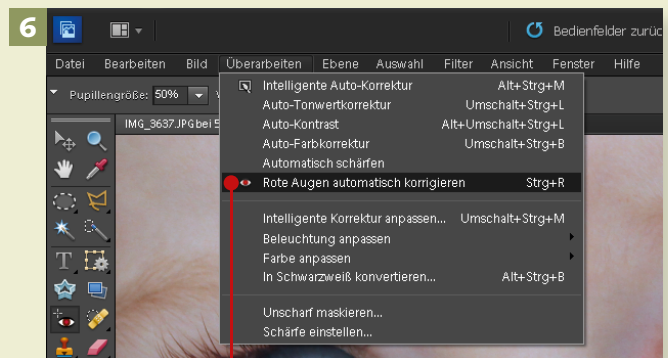 6
Bedienfelder zurüc
Datei Bearbeiten Bild Überarbeiten Ebene Auswahl Filter Ansicht Fenster Hilfe
Pupillengröße: 50%
IMG_3637.JPG bei 5
Intelligente Auto-Korrektur Alt+Strg+M
Auto-Tonwertkorrektur Umschalt+Strg+L
Auto-Kontrast Alt+Umschalt+Strg+L
Auto-Farbkorrektur Umschalt+Strg+B
Automatisch schärfen
Rote Augen automatisch korrigieren Strg+R
Intelligente Korrektur anpassen... Umschalt+Strg+M
Beleuchtung anpassen
Farbe anpassen
In Schwarzweiß konvertieren... Alt+Strg+B
Unscharf maskieren...
Schärfe einstellen...
T